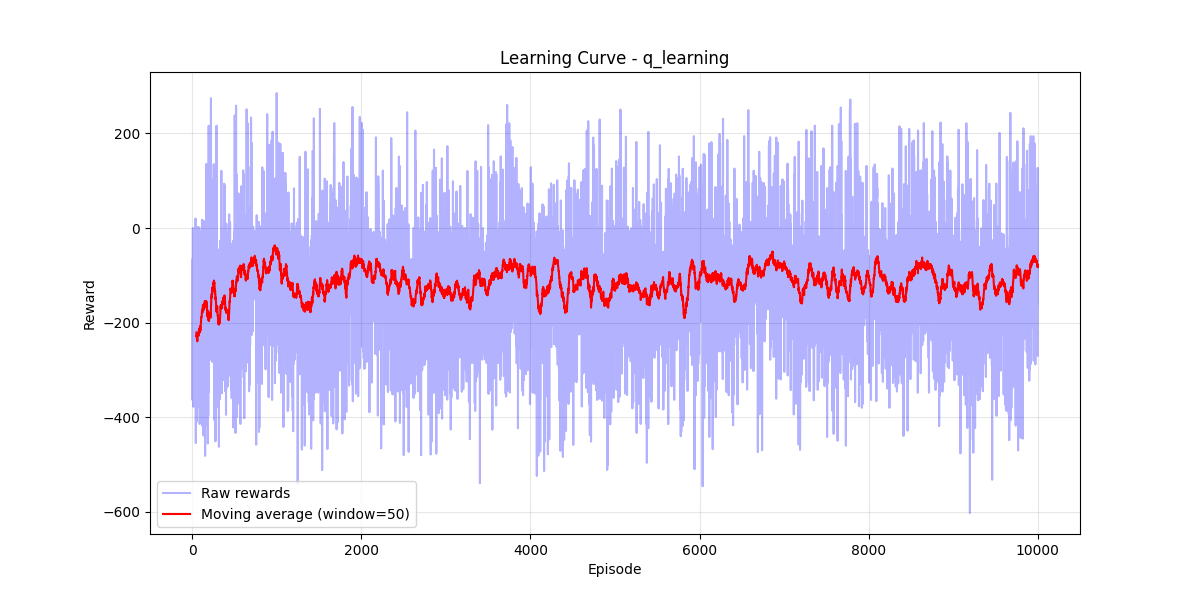 Learning Curve - q_learning
Reward
200
0
−200
−400
−600
Raw rewards
Moving average (window=50)
0
2000
4000
6000
8000
10000
Episode